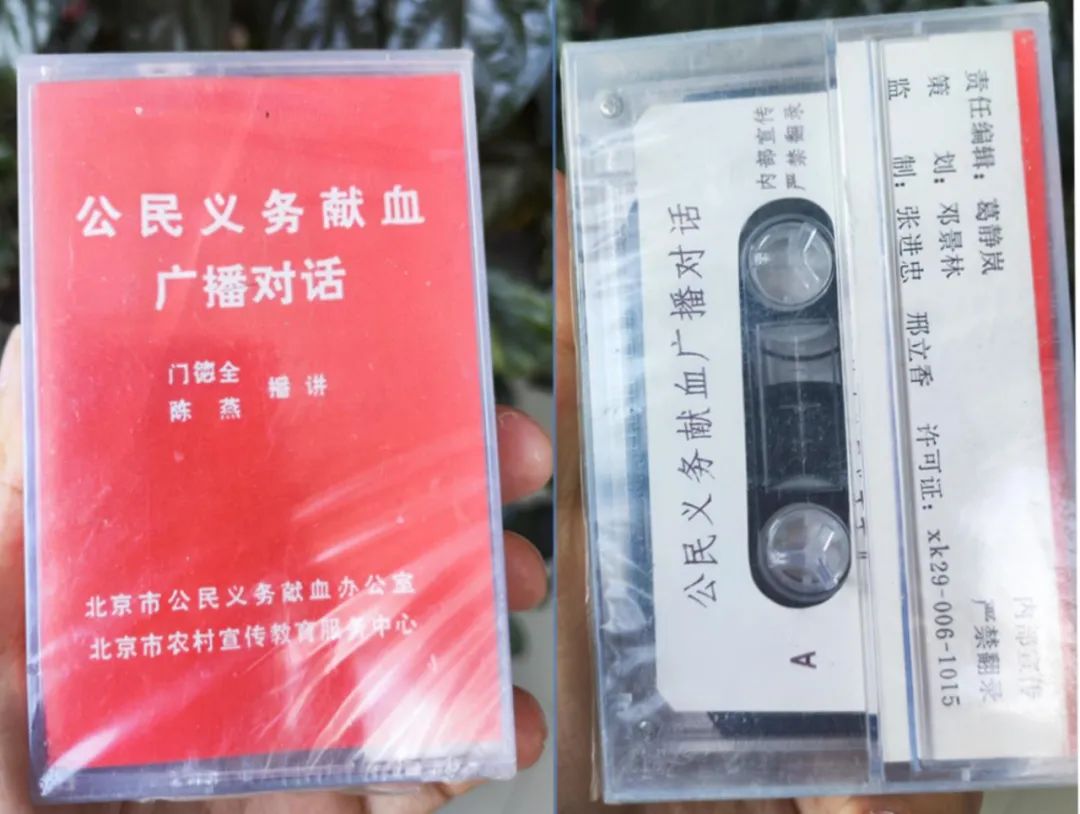 公民义务献血
广播对话
门德全
陈燕
播讲
北京市公民义务献血办公室
北京市农村宣传教育服务中心
内部宣传
严禁翻录
公民义务献血广播对话
A
责任编辑：葛静岚
策划：邓景林
监制：张进忠 邢立香 许可证：xk29-006-1015
内部宣传
严禁翻录